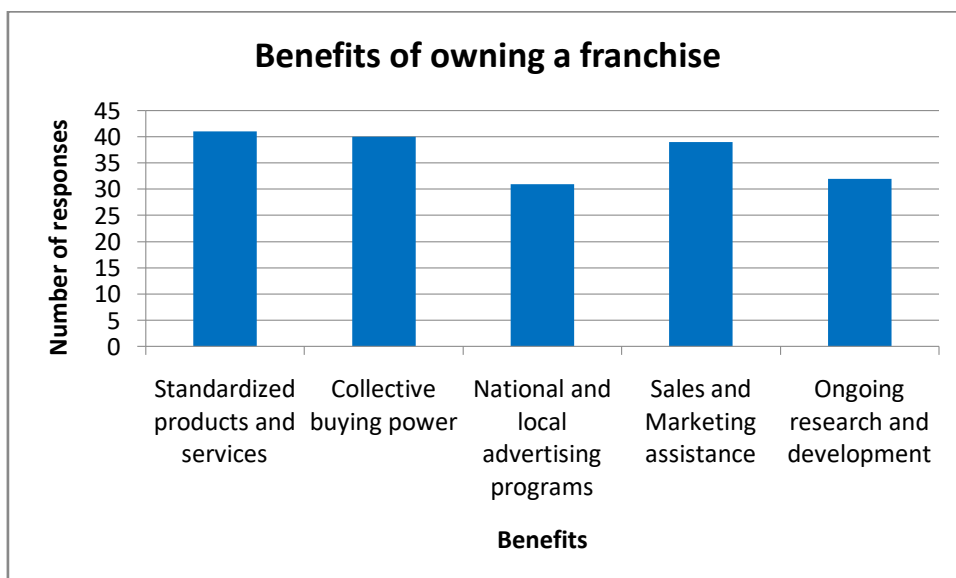 Benefits of owning a franchise
Number of responses
45
40
35
30
25
20
15
10
5
0
Standardized
products and
services
Collective
buying power
National and
local
advertising
programs
Sales and
Marketing
assistance
Ongoing
research and
development
Benefits